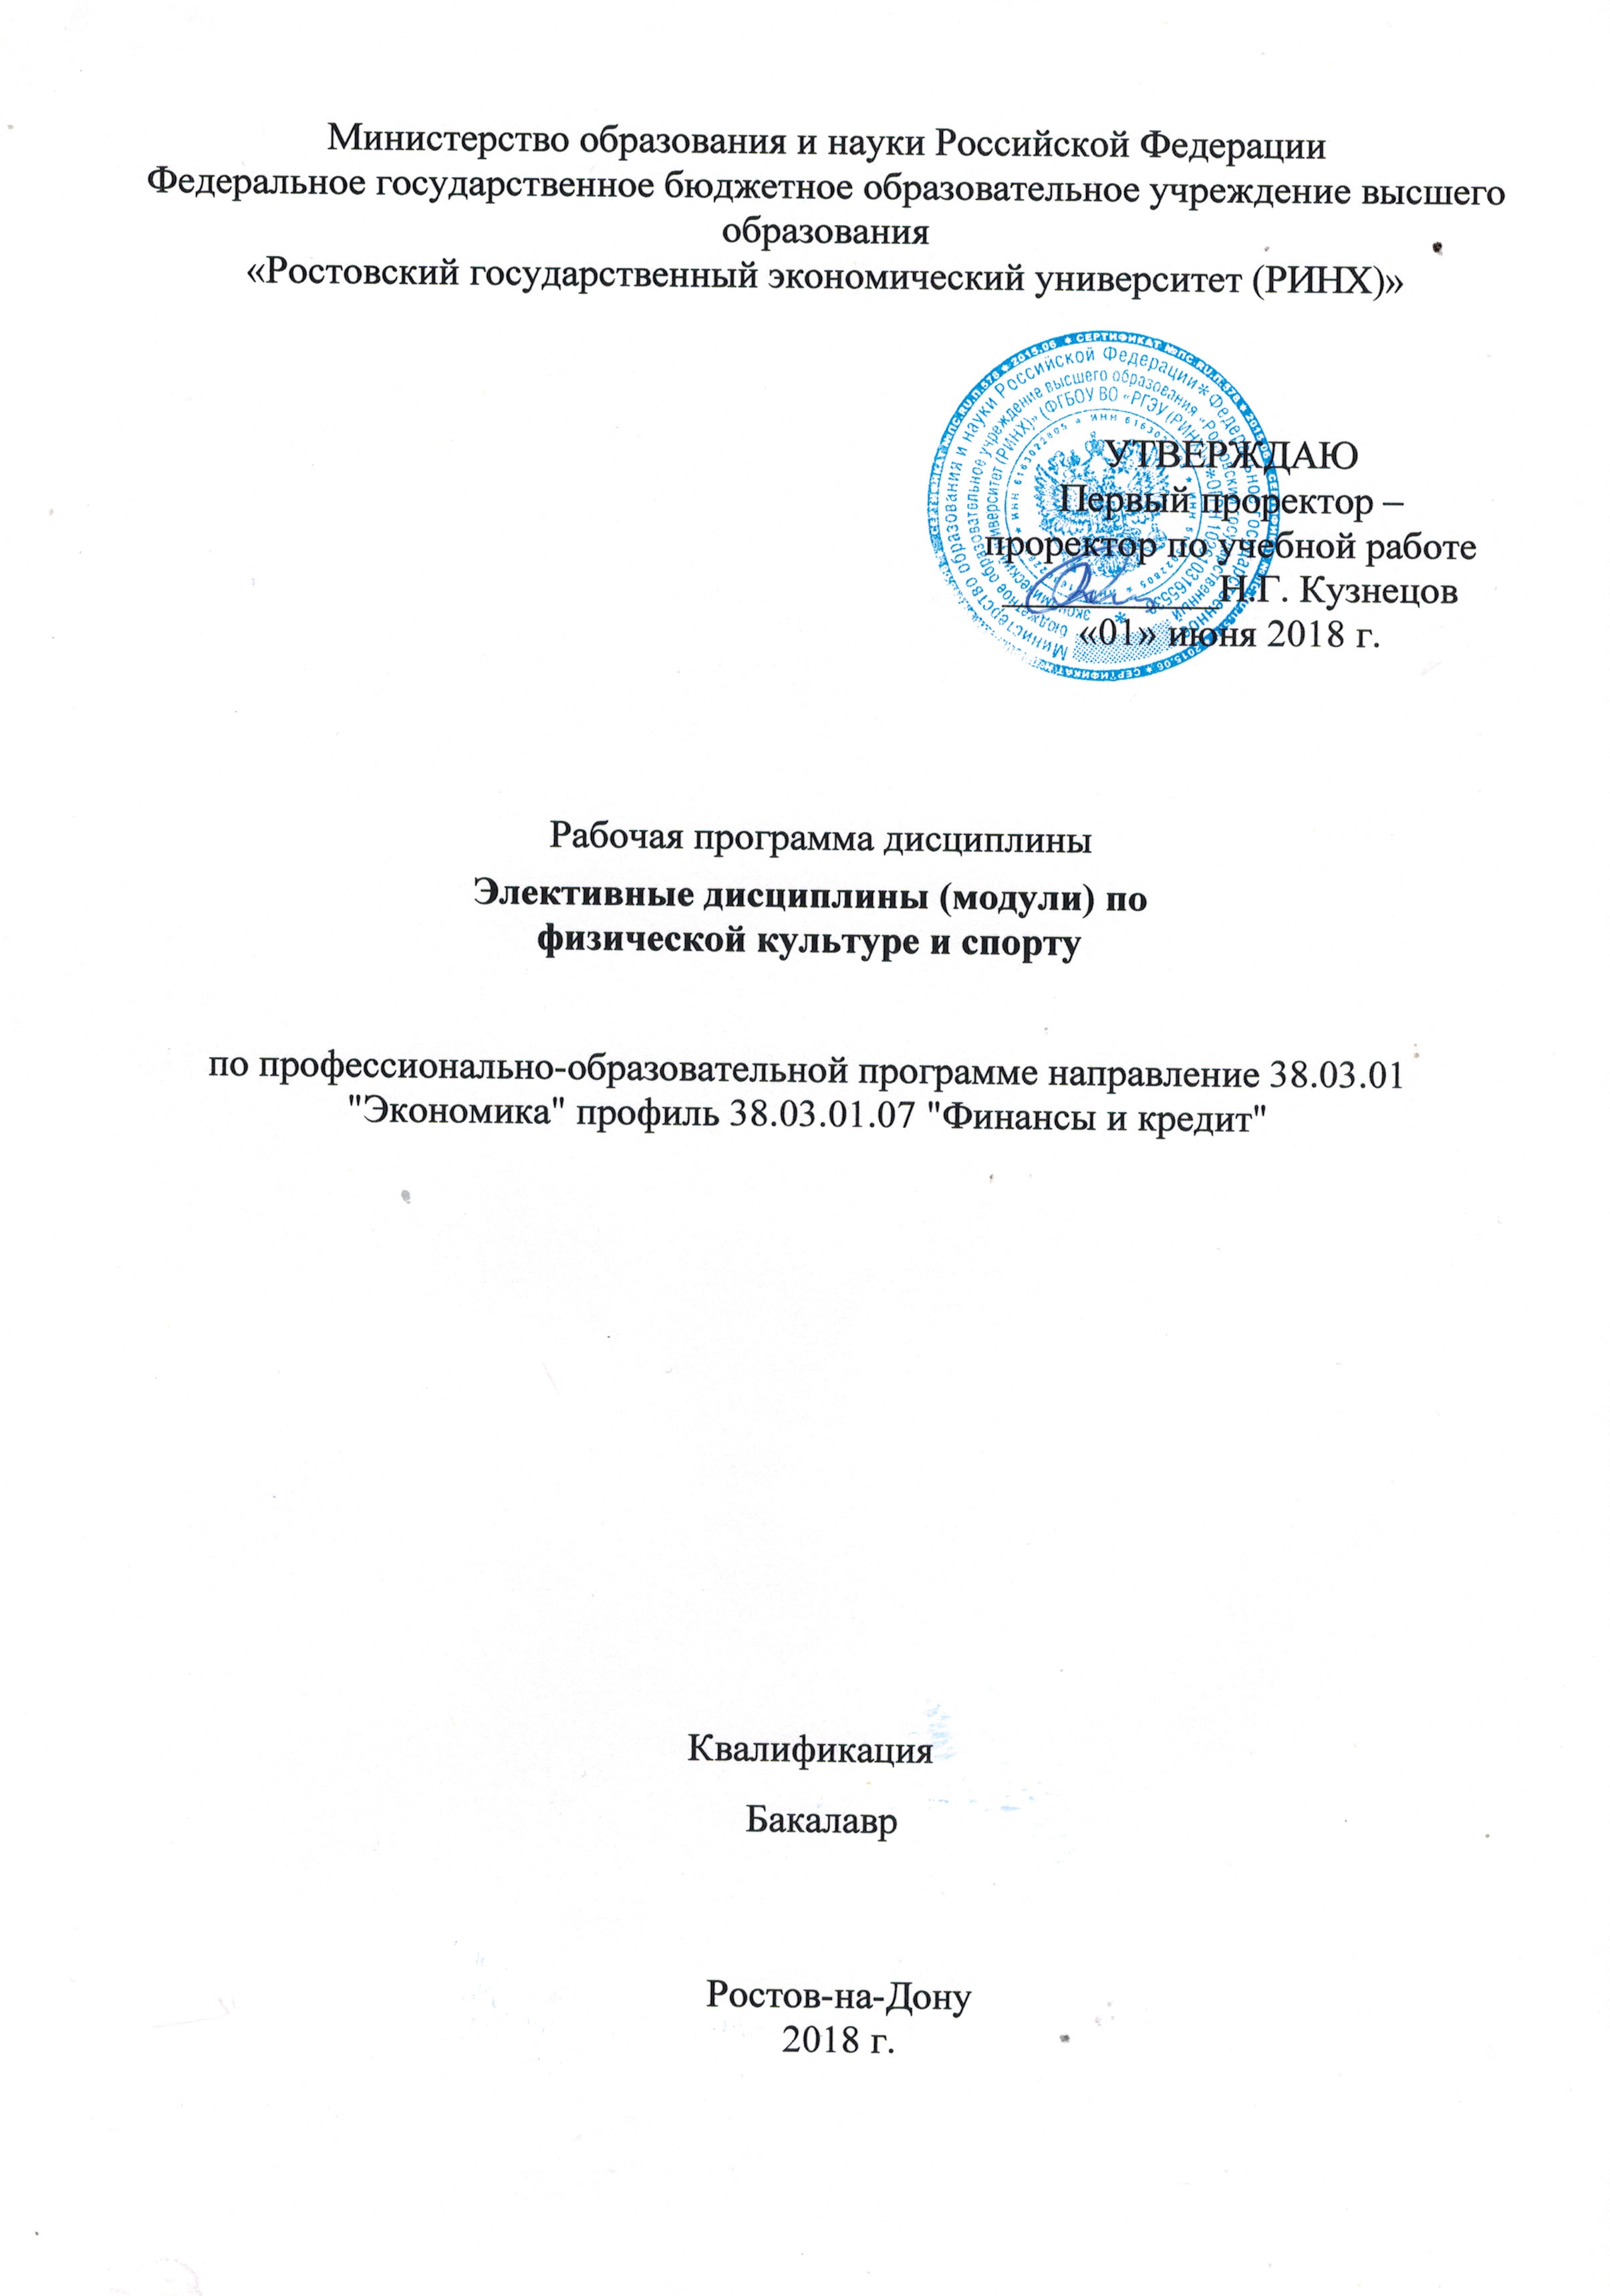 Министерство образования и науки Российской Федерации
Федеральное государственное бюджетное образовательное учреждение высшего
образования
«Ростовский государственный экономический университет (РИНХ)»
УТВЕРЖДАЮ
Первый проректор –
проректор по учебной работе
Н.Г. Кузнецов
«01» июня 2018 г.
Рабочая программа дисциплины
Элективные дисциплины (модули) по
физической культуре и спорту
по профессионально-образовательной программе направление 38.03.01
"Экономика" профиль 38.03.01.07 "Финансы и кредит"
Квалификация
Бакалавр
Ростов-на-Дону
2018 г.